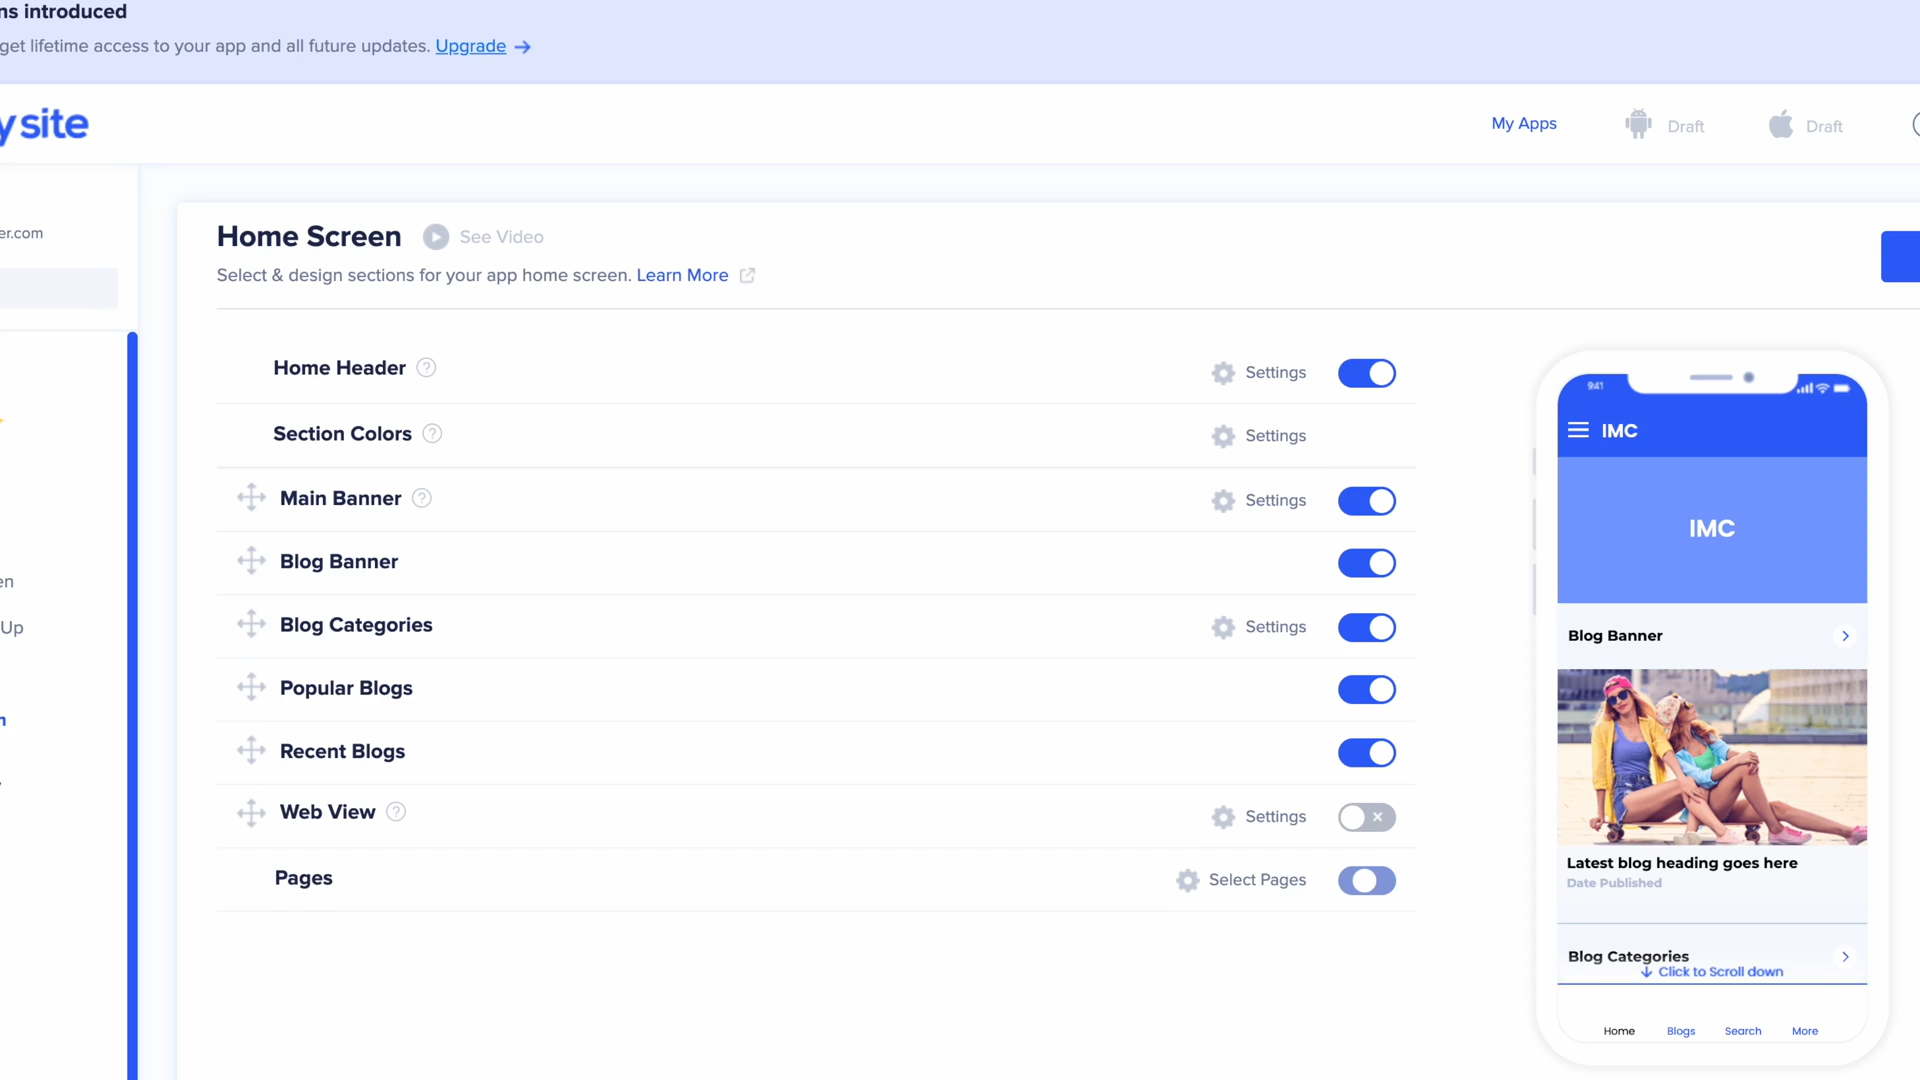 ns introduced
get lifetime access to your app and all future updates. Upgrade →
y site
My Apps
Draft
Draft
er.com
Home Screen
See Video
Select & design sections for your app home screen. Learn More
Home Header ?
Settings
Section Colors ?
Settings
Main Banner ?
Settings
Blog Banner
Blog Categories
Settings
Popular Blogs
Recent Blogs
Web View ?
Settings
Pages
Select Pages
en
Up
n
9:41
IMC
IMC
Blog Banner
Latest blog heading goes here
Date Published
Blog Categories
Click to Scroll down
Home Blogs Search More